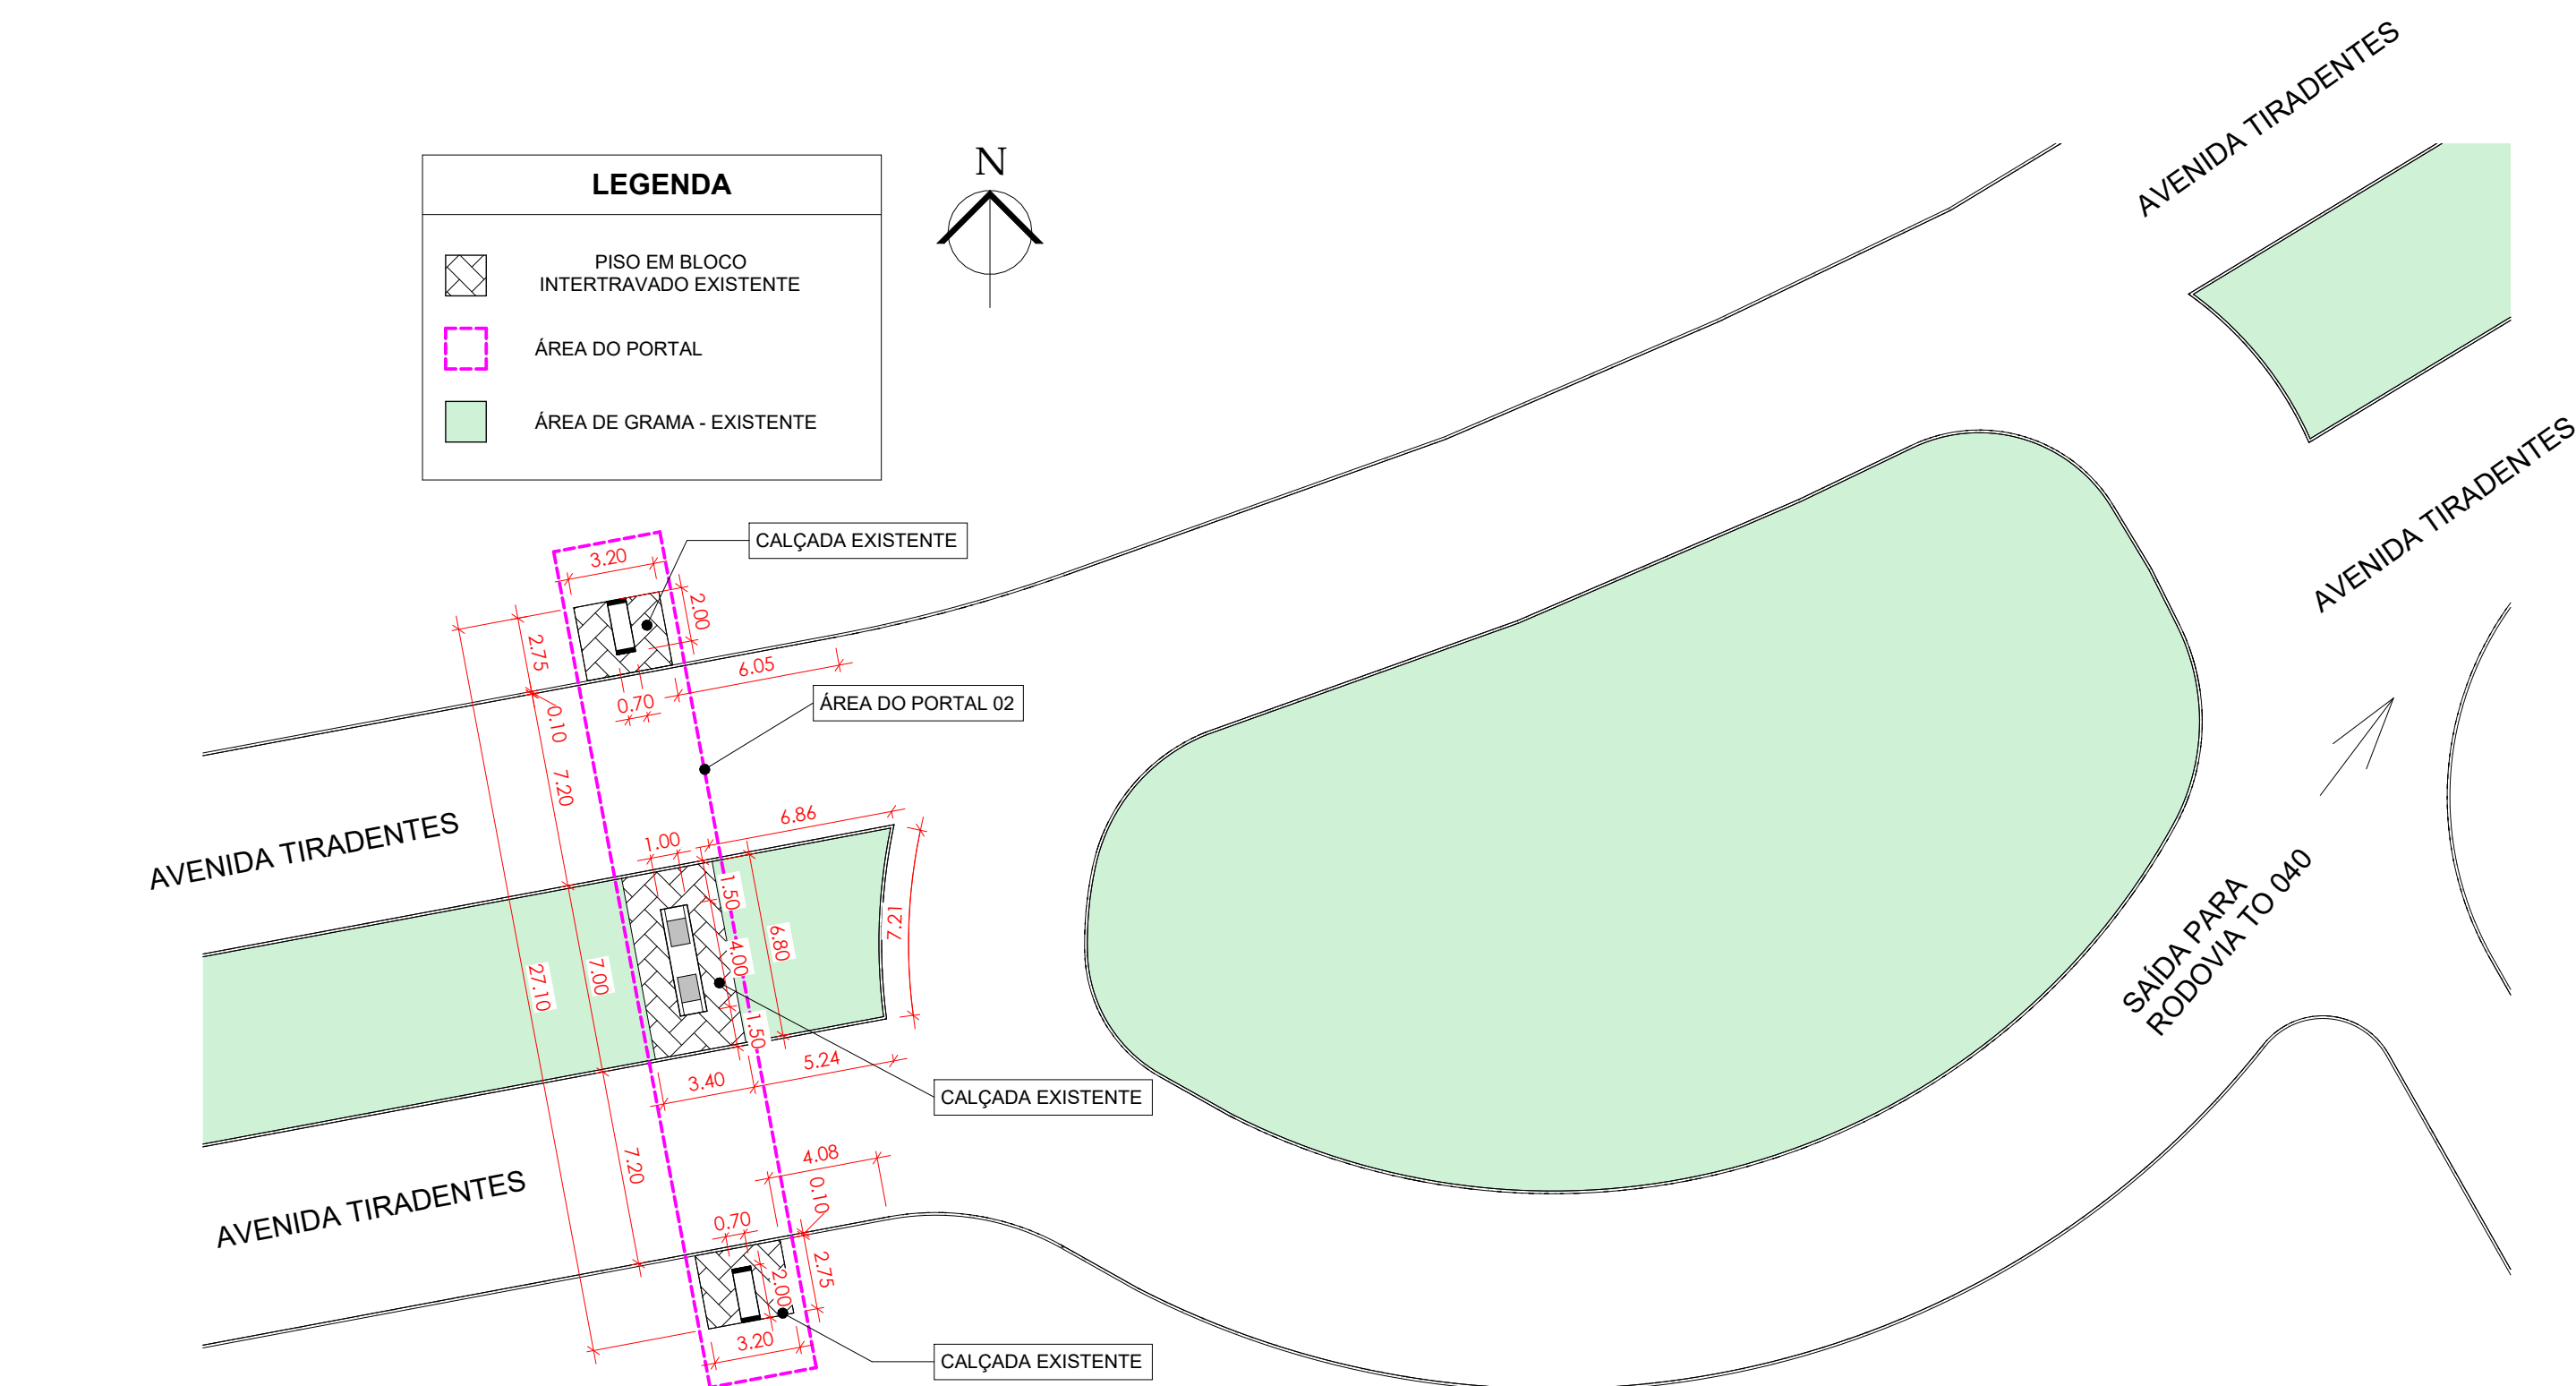 AVENIDA TIRADENTES
N
LEGENDA
PISO EM BLOCO
INTERTRAVADO EXISTENTE
ÁREA DO PORTAL
ÁREA DE GRAMA - EXISTENTE
AVENIDA TIRADENTES
CALÇADA EXISTENTE
3.20
2.00
2.75
6.05
0.70
ÁREA DO PORTAL 02
0.10
7.20
6.86
1.00
AVENIDA TIRADENTES
1.50
7.21
6.80
4.00
7.00
27.10
SAÍDA PARA
RODOVIA TO 040
1.50
5.24
3.40
CALÇADA EXISTENTE
4.08
7.20
0.10
AVENIDA TIRADENTES
0.70
2.75
2.00
3.20
CALÇADA EXISTENTE